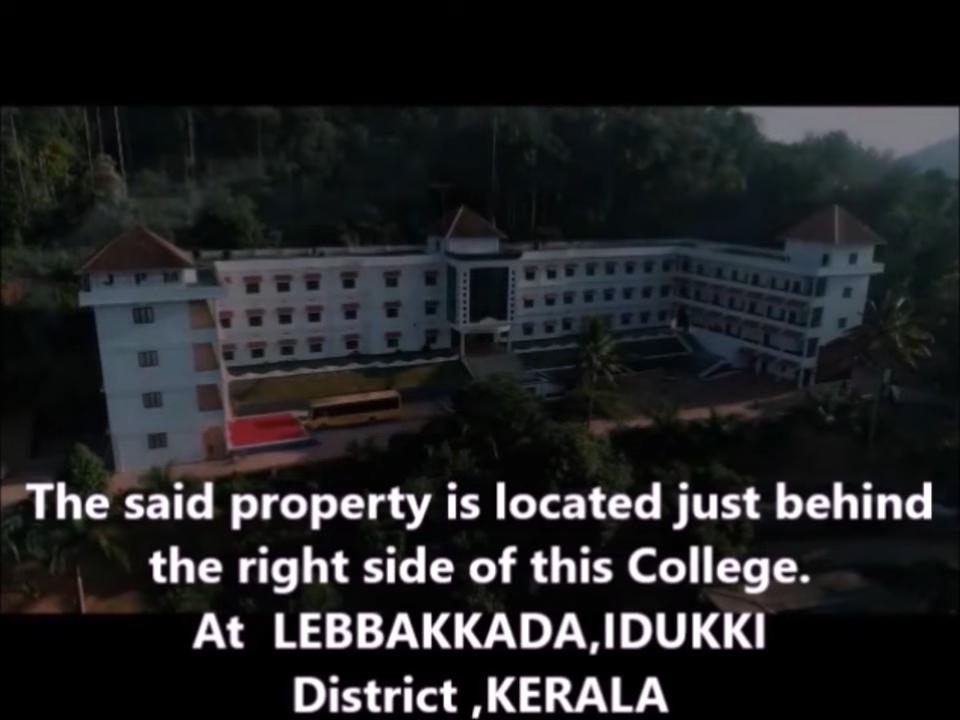 The said property is located just behind
the right side of this College.
At LEBBAKKADA,IDUKKI
District ,KERALA